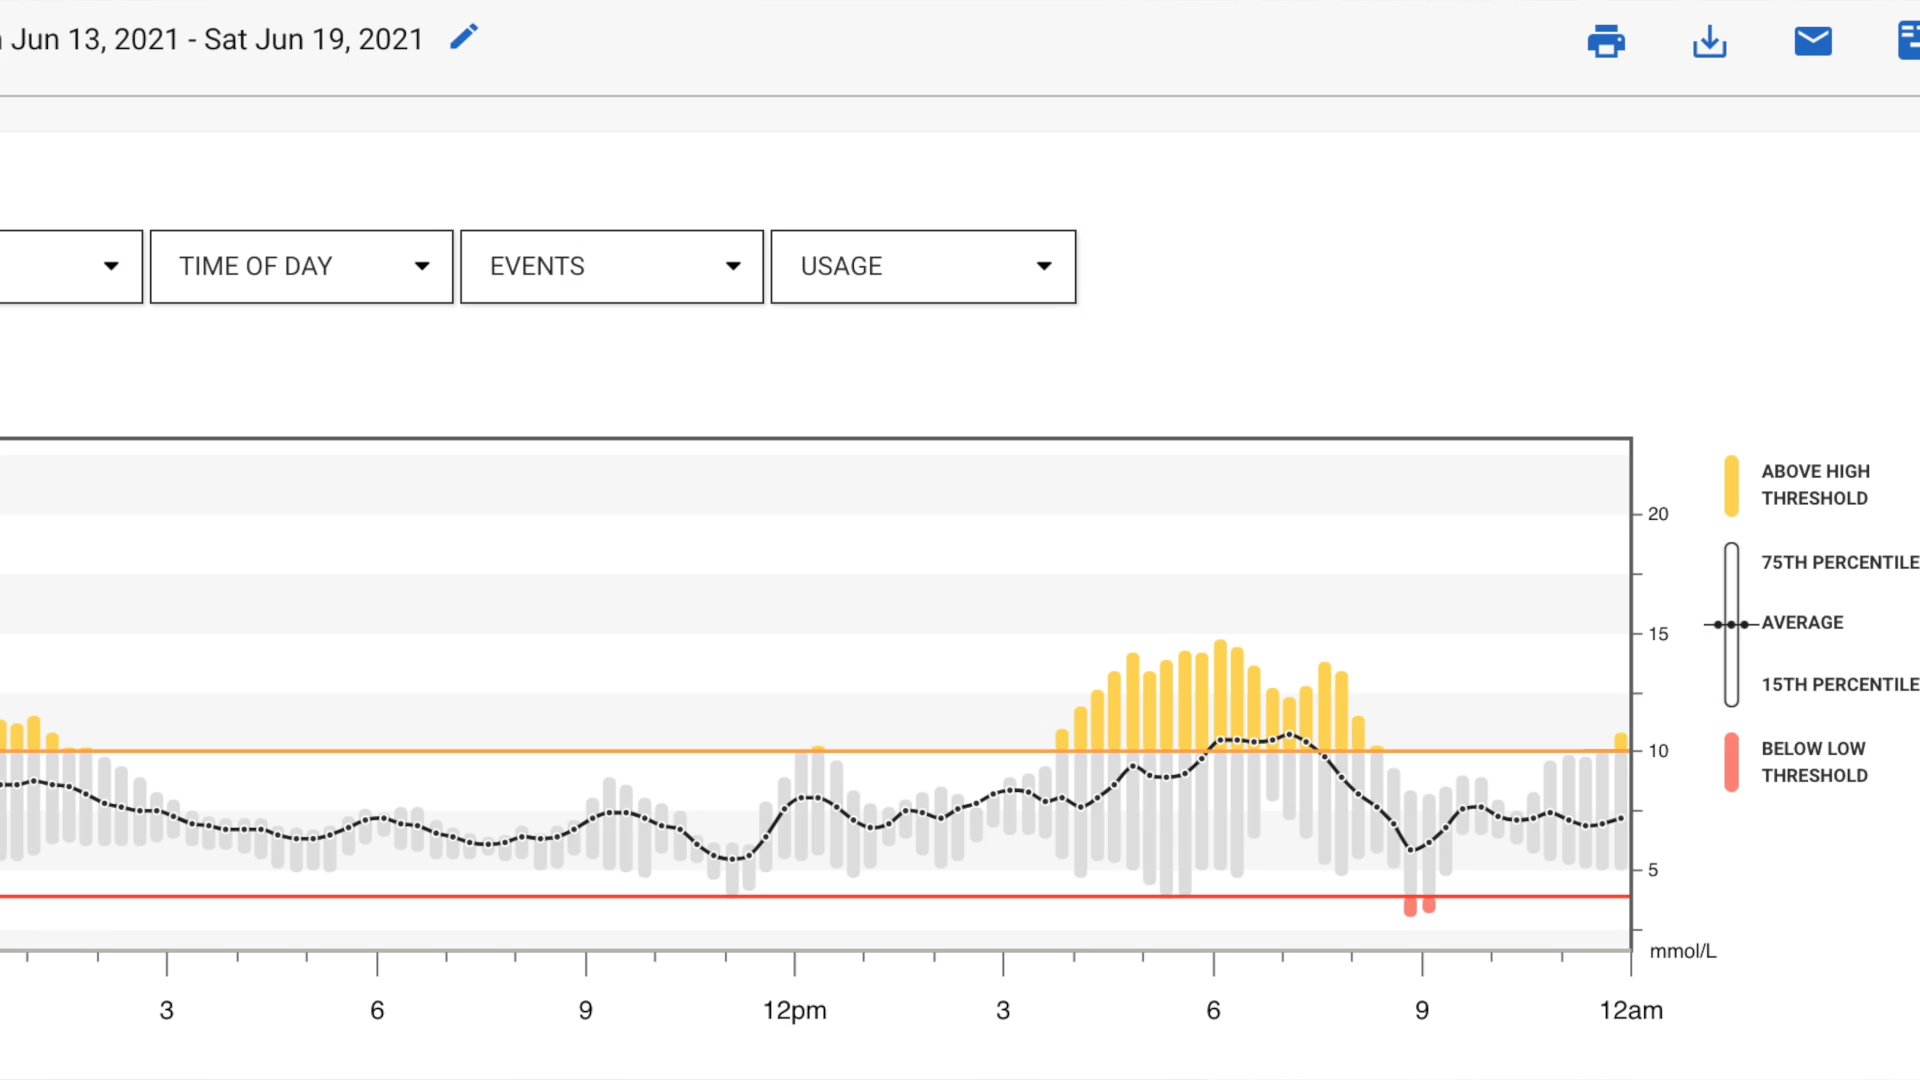 Jun 13, 2021 - Sat Jun 19, 2021
TIME OF DAY
EVENTS
USAGE
ABOVE HIGH
THRESHOLD
75TH PERCENTILE
AVERAGE
15TH PERCENTILE
BELOW LOW
THRESHOLD
20
15
10
5
mmol/L
3
6
9
12pm
3
6
9
12am